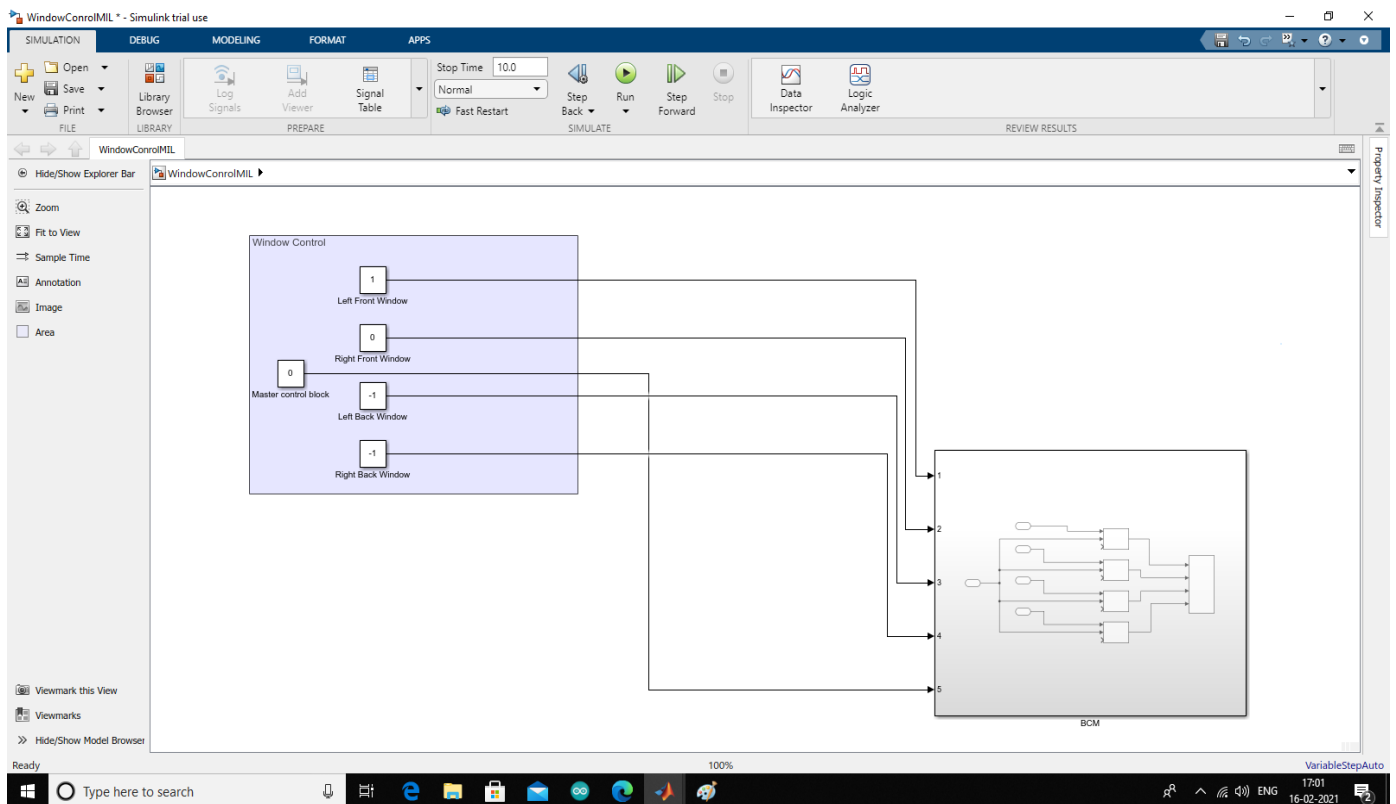 WindowConrolMIL * - Simulink trial use
SIMULATION DEBUG MODELING FORMAT APPS
New
Open
Save
Print
FILE
Library Browser
LIBRARY
Log Signals
Add Viewer
Signal Table
PREPARE
Stop Time 10.0
Normal
Fast Restart
Step Back
Run
Step Forward
Stop
SIMULATE
Data Inspector
Logic Analyzer
REVIEW RESULTS
WindowConrolMIL
Property Inspector
Hide/Show Explorer Bar
WindowConrolMIL
Zoom
Fit to View
Sample Time
Annotation
Image
Area
Window Control
1
Left Front Window
0
Right Front Window
0
Master control block
-1
Left Back Window
-1
Right Back Window
1
2
3
4
5
BCM
Viewmark this View
Viewmarks
Hide/Show Model Browser
Ready
100%
VariableStepAuto
Type here to search
ENG
17:01
16-02-2021
2